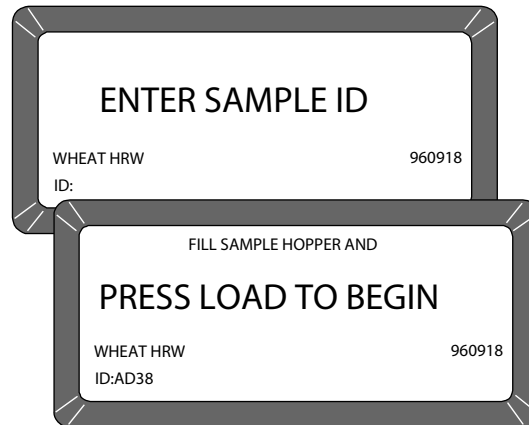 ENTER SAMPLE ID
WHEAT HRW 960918
ID:
FILL SAMPLE HOPPER AND
PRESS LOAD TO BEGIN
WHEAT HRW 960918
ID:AD38